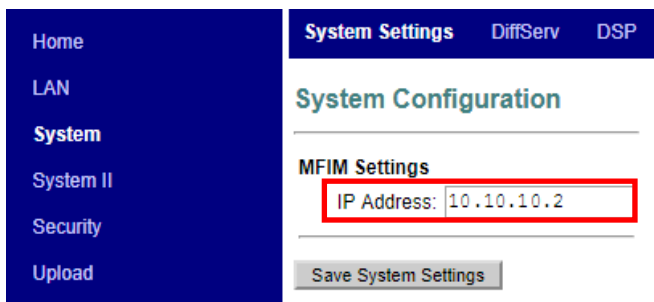 Home
LAN
System
System II
Security
Upload
System Settings DiffServ DSP
System Configuration
MFIM Settings
IP Address: 10.10.10.2
Save System Settings